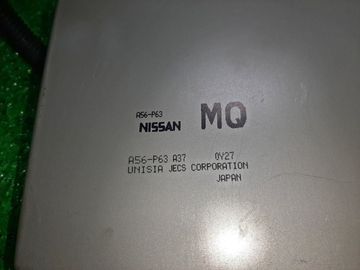 A56-P63
NISSAN MQ
A56-P63 A37 0Y27
UNISIA JECS CORPORATION
JAPAN